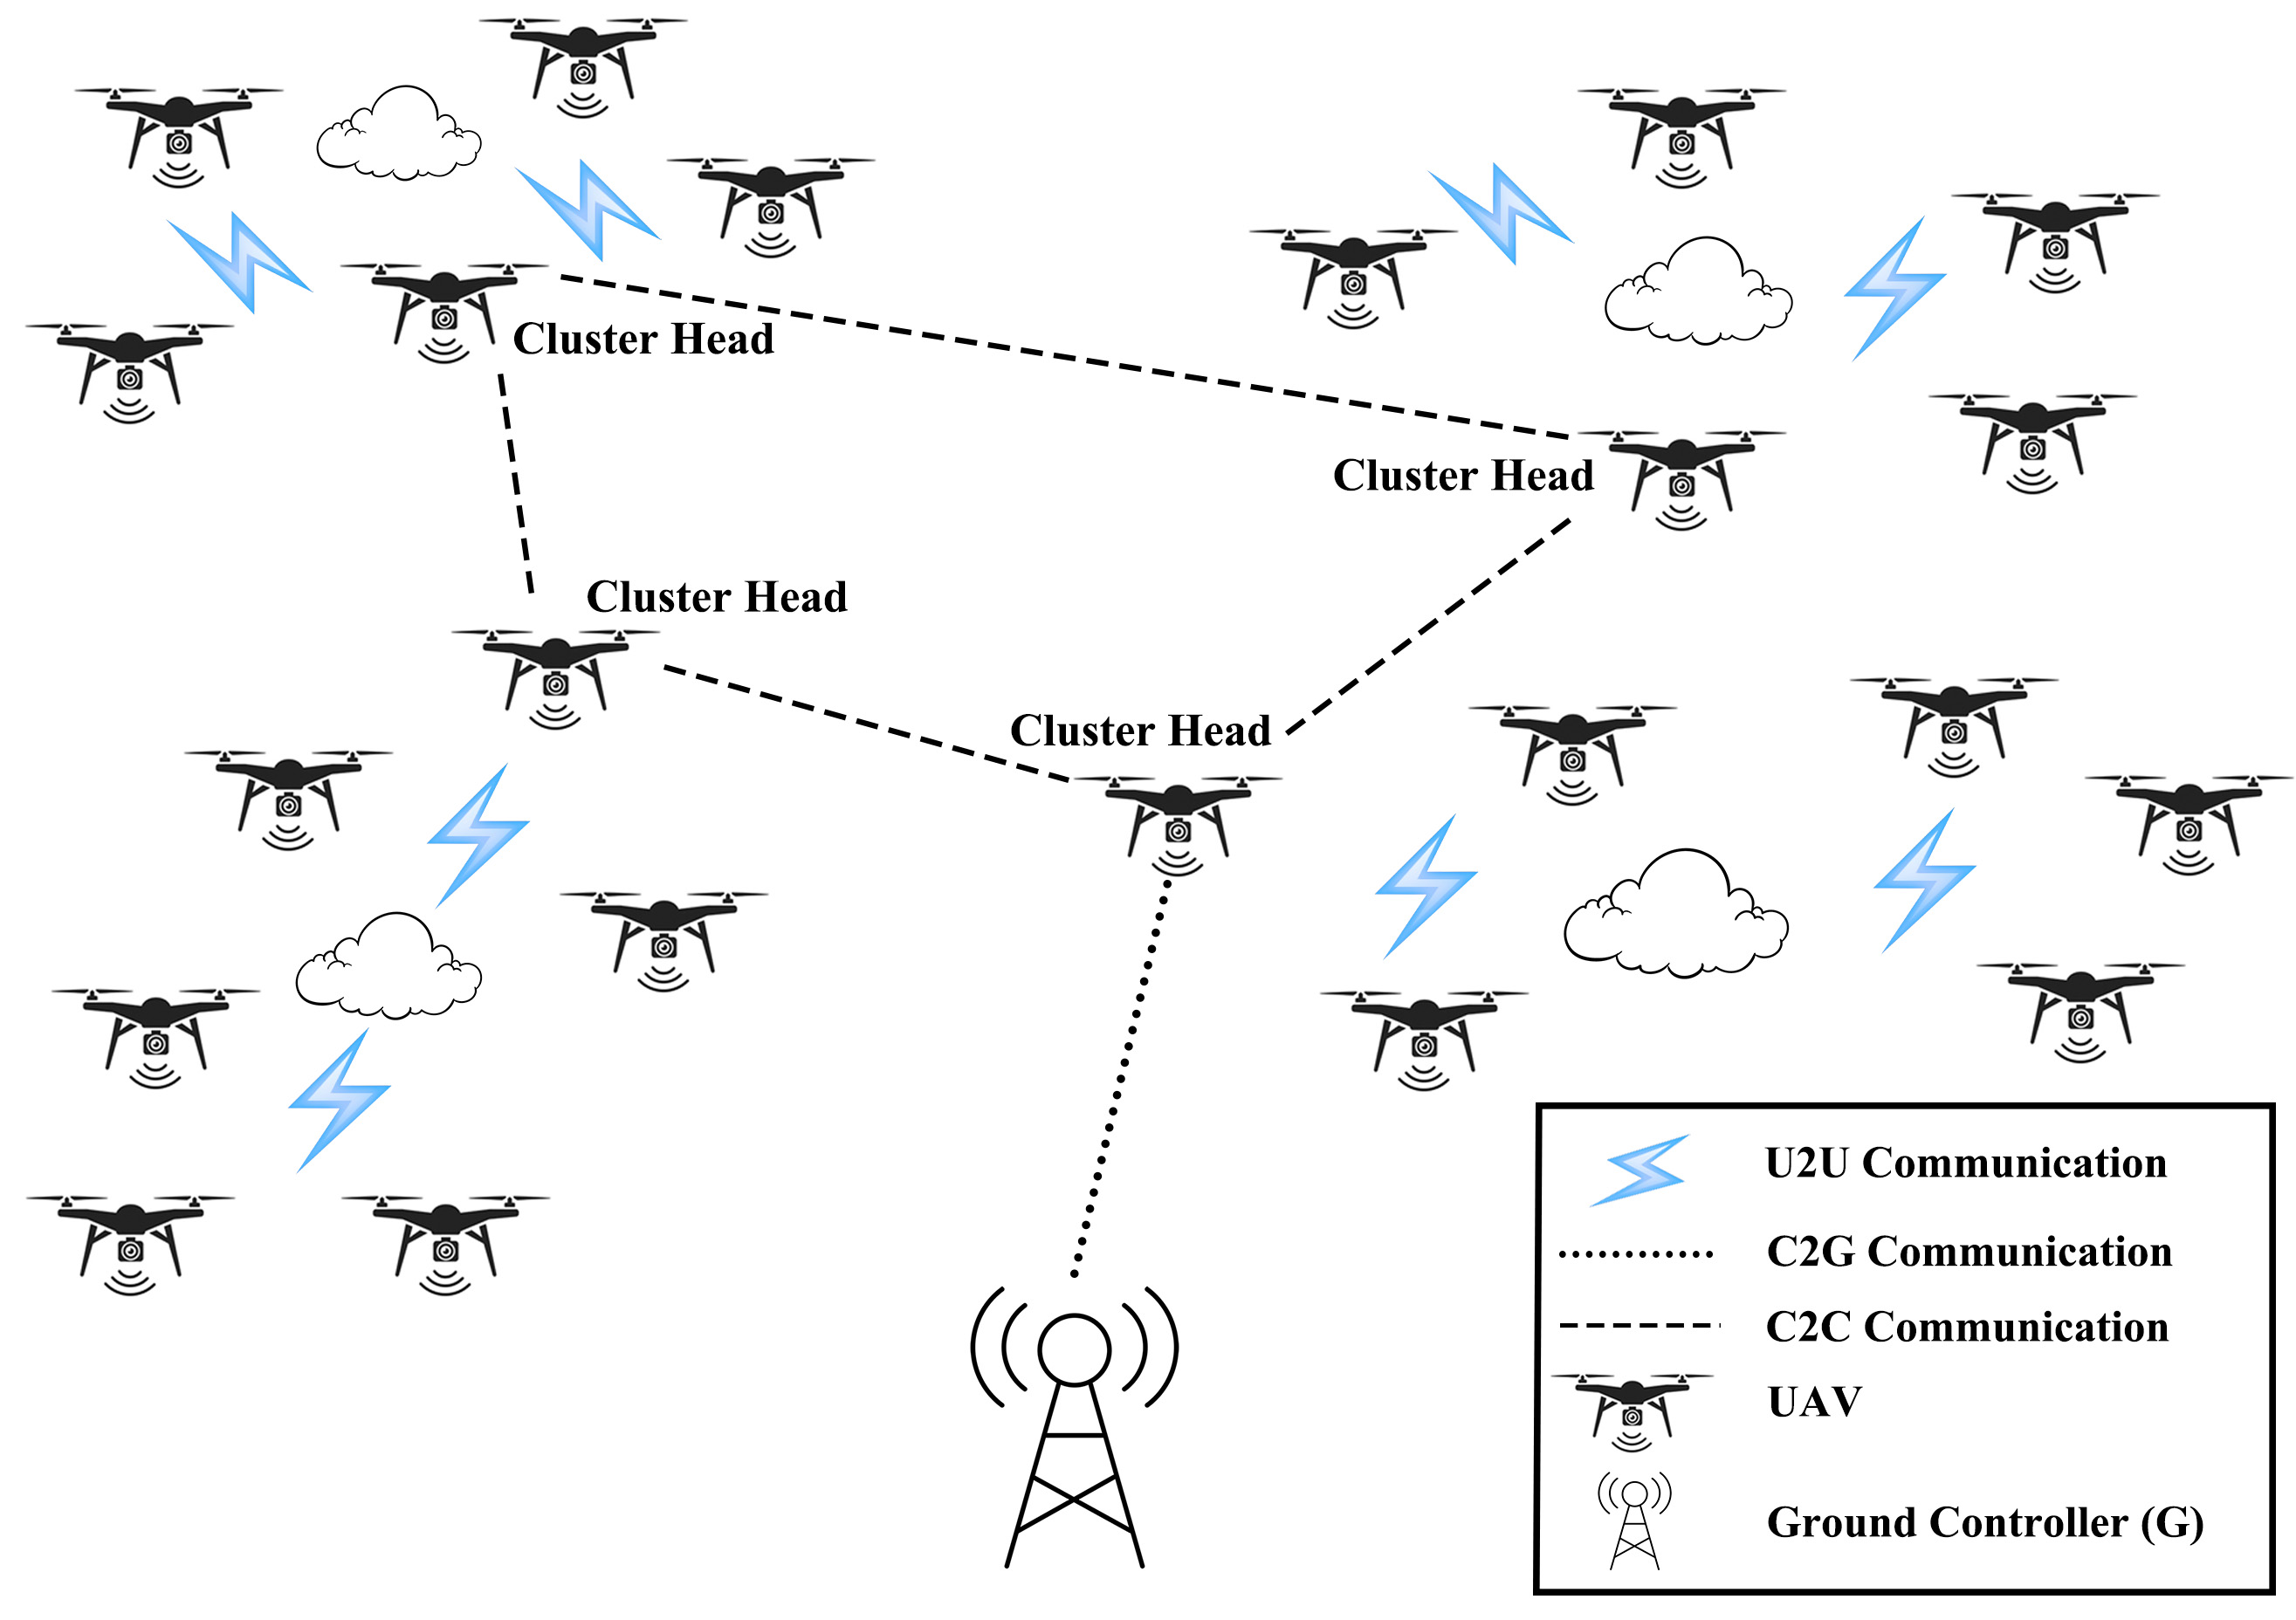 Cluster Head
Cluster Head
Cluster Head
Cluster Head
U2U Communication
C2G Communication
C2C Communication
UAV
Ground Controller (G)